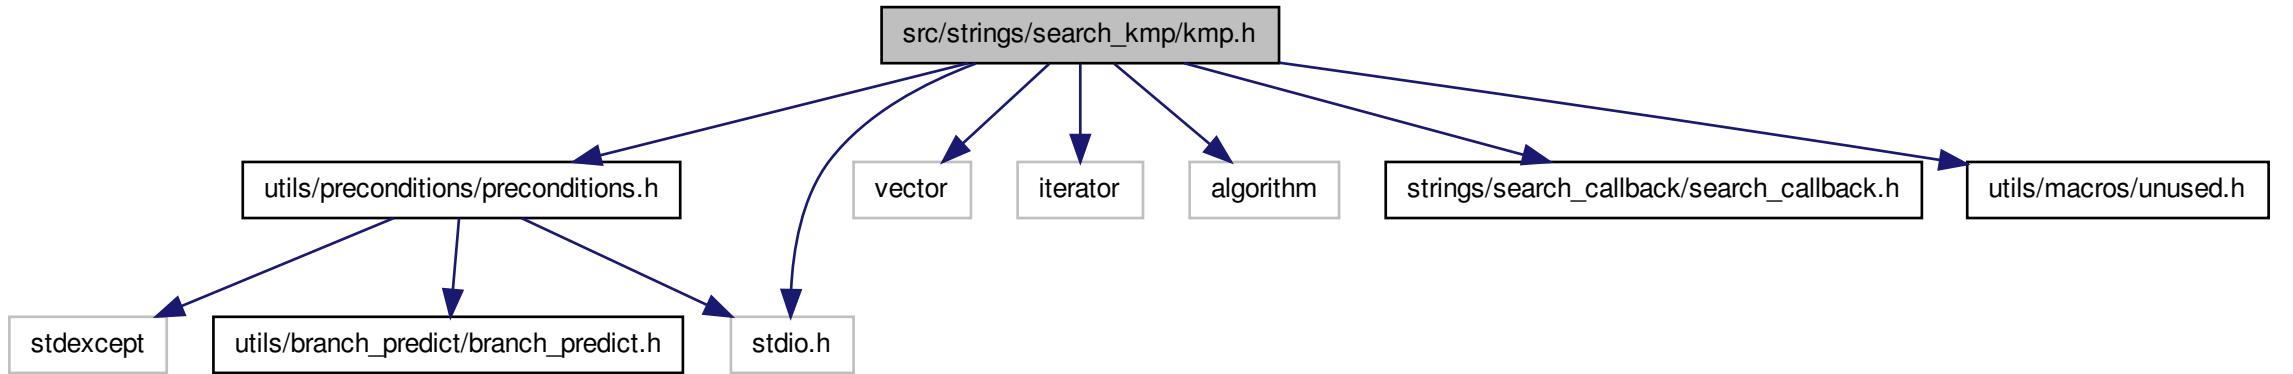 src/strings/search_kmp/kmp.h
utils/preconditions/preconditions.h
vector
iterator
algorithm
strings/search_callback/search_callback.h
utils/macros/unused.h
stdexcept
utils/branch_predict/branch_predict.h
stdio.h